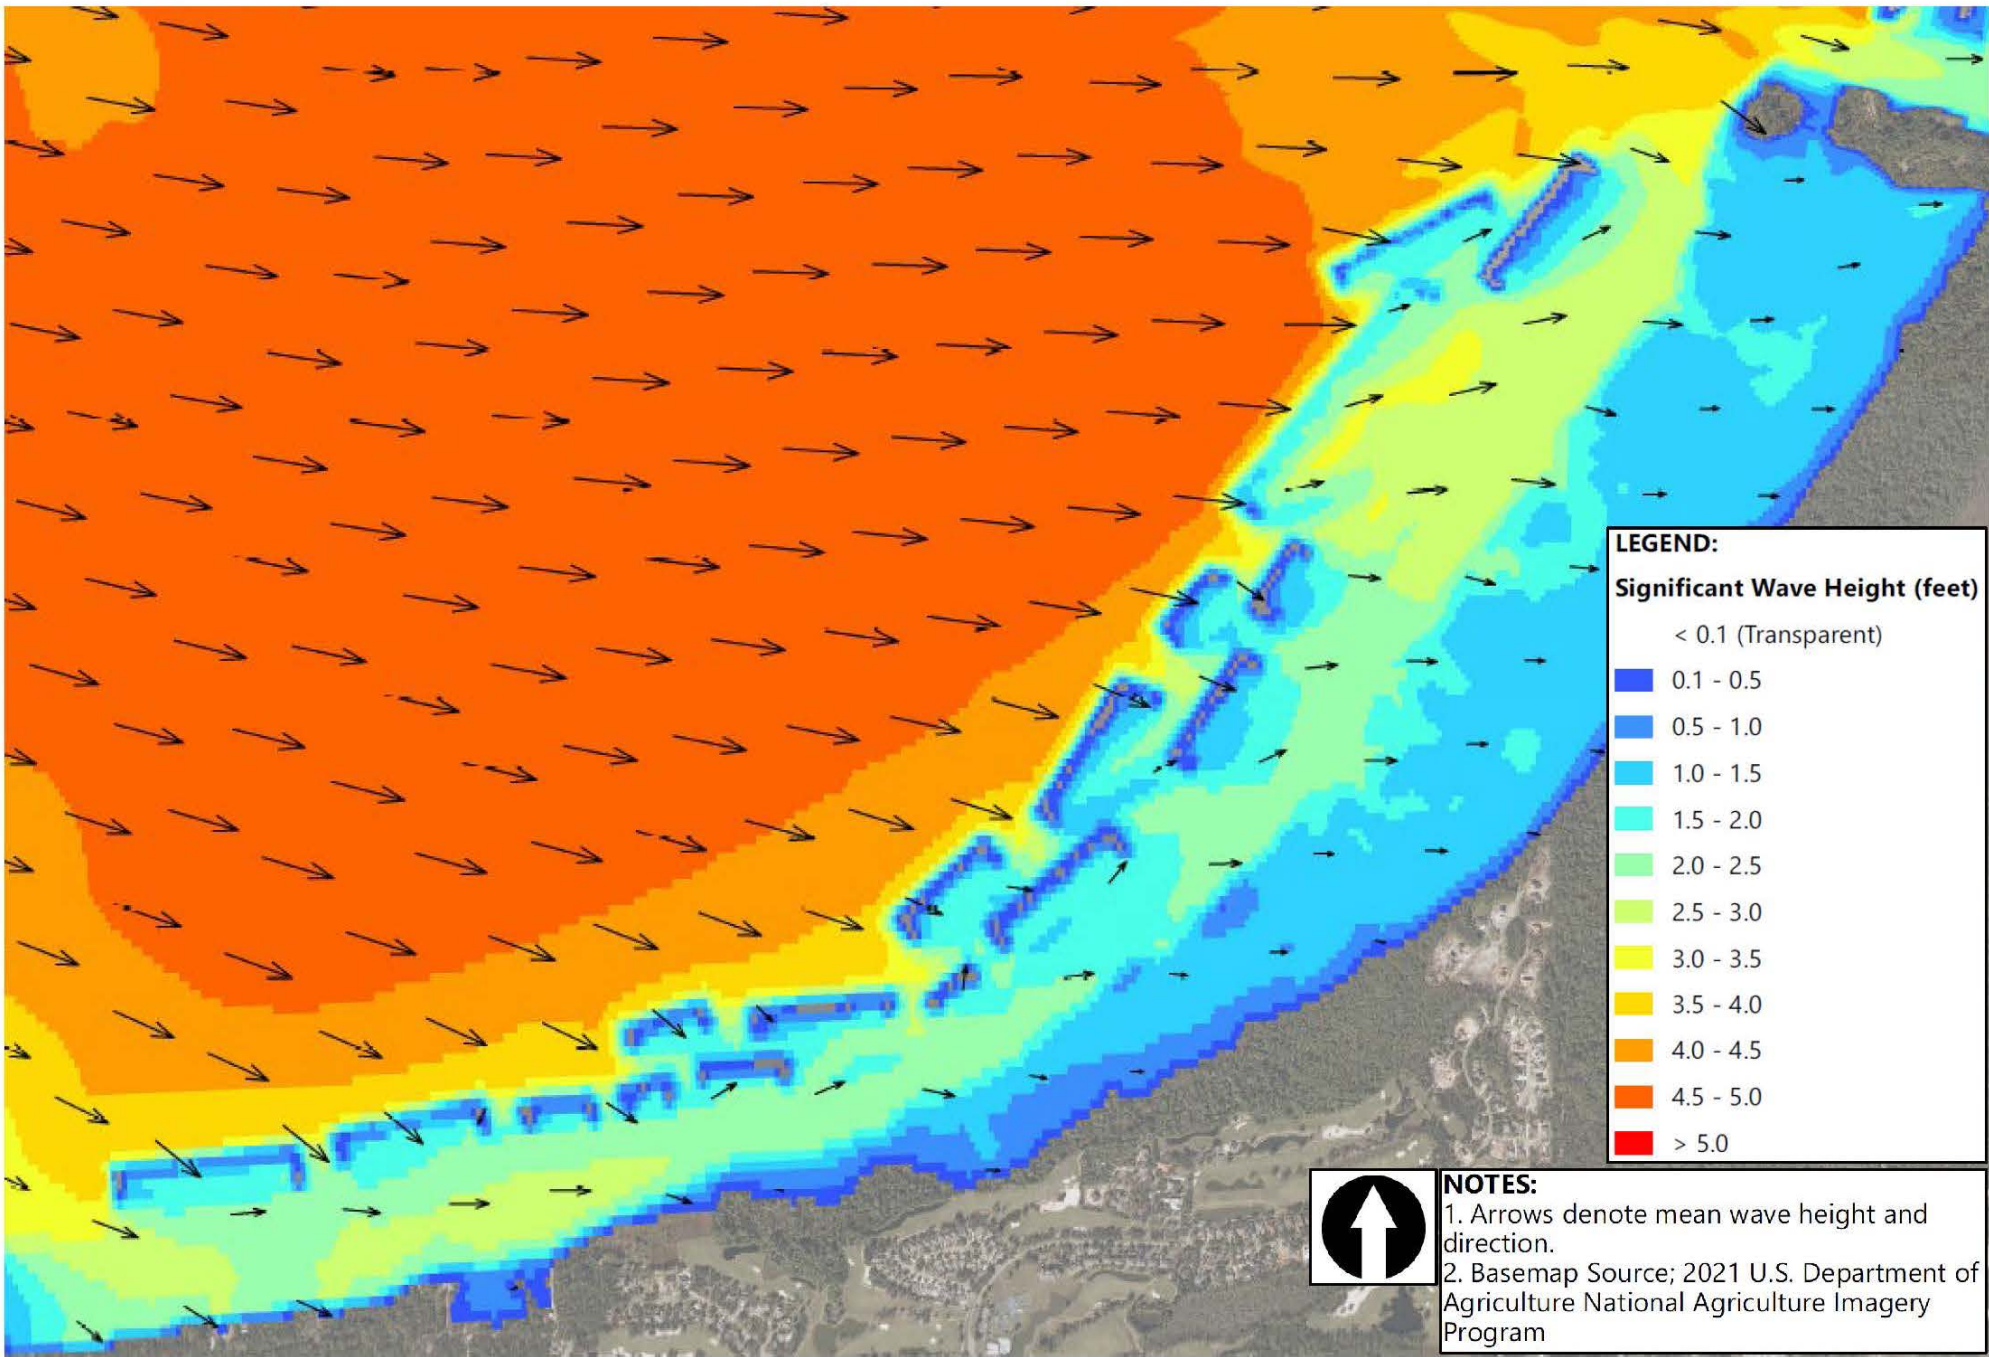 LEGEND:
Significant Wave Height (feet)
< 0.1 (Transparent)
0.1 - 0.5
0.5 - 1.0
1.0 - 1.5
1.5 - 2.0
2.0 - 2.5
2.5 - 3.0
3.0 - 3.5
3.5 - 4.0
4.0 - 4.5
4.5 - 5.0
> 5.0
NOTES:
1. Arrows denote mean wave height and
direction.
2. Basemap Source; 2021 U.S. Department of
Agriculture National Agriculture Imagery
Program